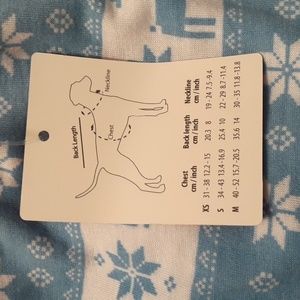 Neckline
Back Length
Chest
Chest Back length Neckline
cm / inch cm / inch cm / inch
XS 31 - 38 12.2 - 15 20.3 8 19 - 24 7.5 - 9.4
S 34 - 43 13.4 - 16.9 25.4 10 22 - 29 8.7 - 11.4
M 40 - 52 15.7 - 20.5 35.6 14 30 - 35 11.8 - 13.8